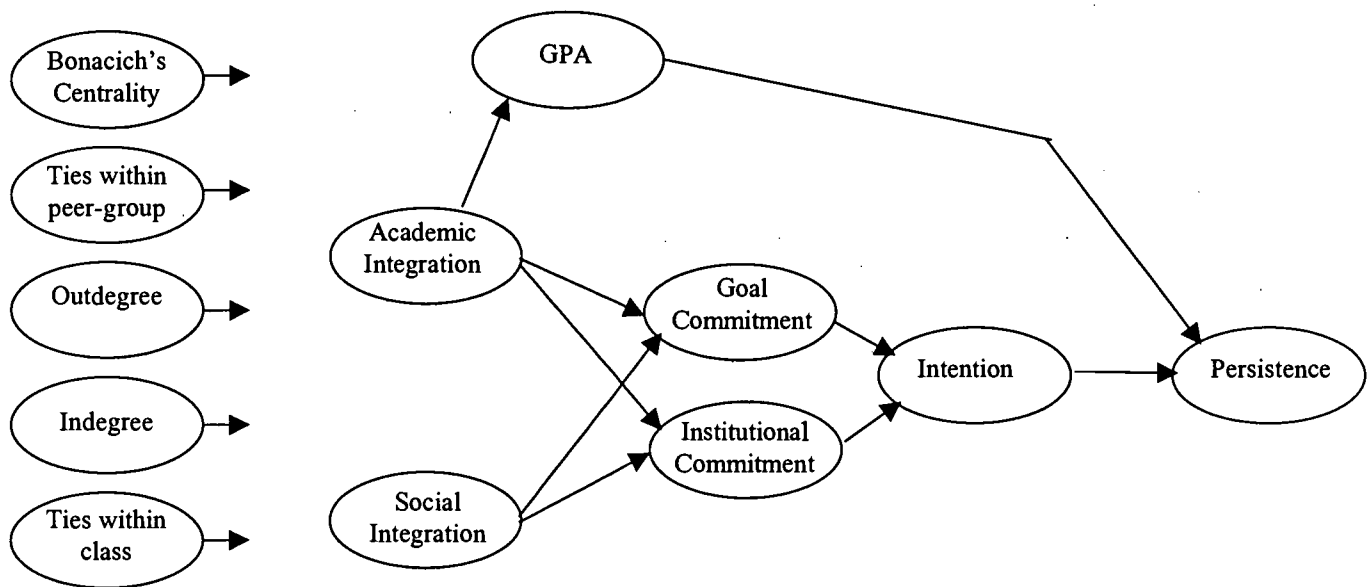 Bonacich's
Centrality
Ties within
peer-group
Outdegree
Indegree
Ties within
class
GPA
Academic
Integration
Social
Integration
Goal
Commitment
Institutional
Commitment
Intention
Persistence